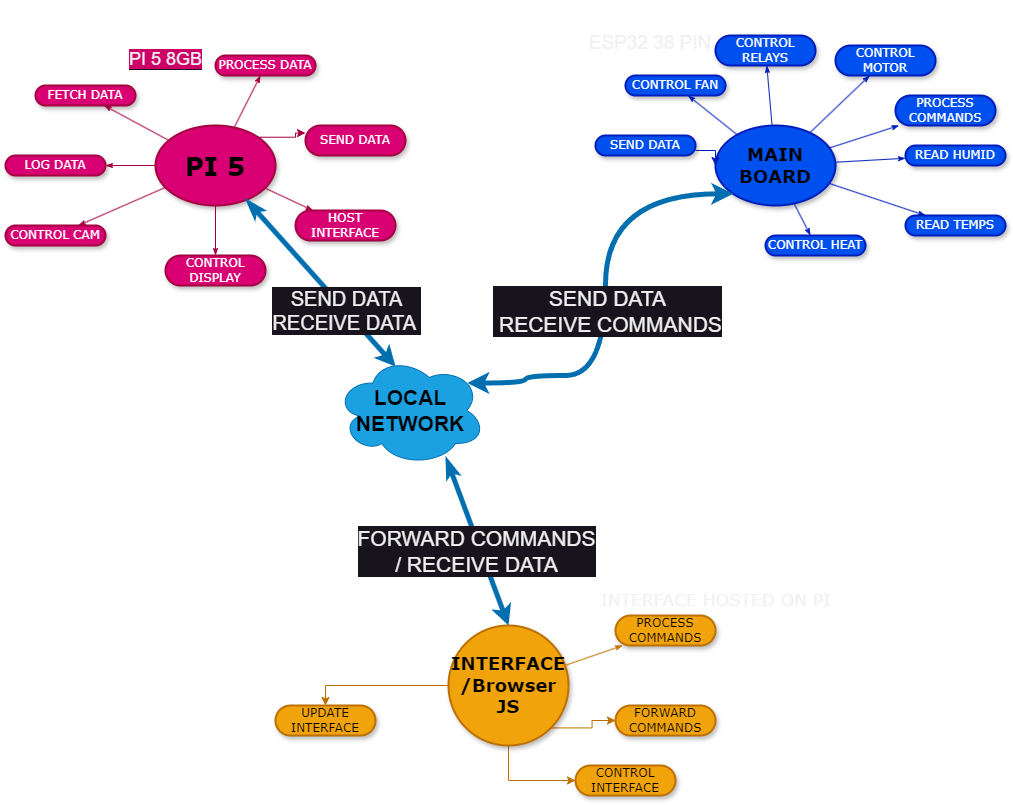 PI 5 8GB
PROCESS DATA
FETCH DATA
SEND DATA
PI 5
LOG DATA
HOST
INTERFACE
CONTROL CAM
CONTROL
DISPLAY
ESP32 38 PIN
CONTROL
RELAYS
CONTROL
MOTOR
CONTROL FAN
PROCESS
COMMANDS
SEND DATA
MAIN
BOARD
READ HUMID
READ TEMPS
CONTROL HEAT
SEND DATA
RECEIVE DATA
SEND DATA
RECEIVE COMMANDS
LOCAL
NETWORK
FORWARD COMMANDS
/ RECEIVE DATA
INTERFACE HOSTED ON PI
PROCESS
COMMANDS
INTERFACE
/Browser
JS
UPDATE
INTERFACE
FORWARD
COMMANDS
CONTROL
INTERFACE